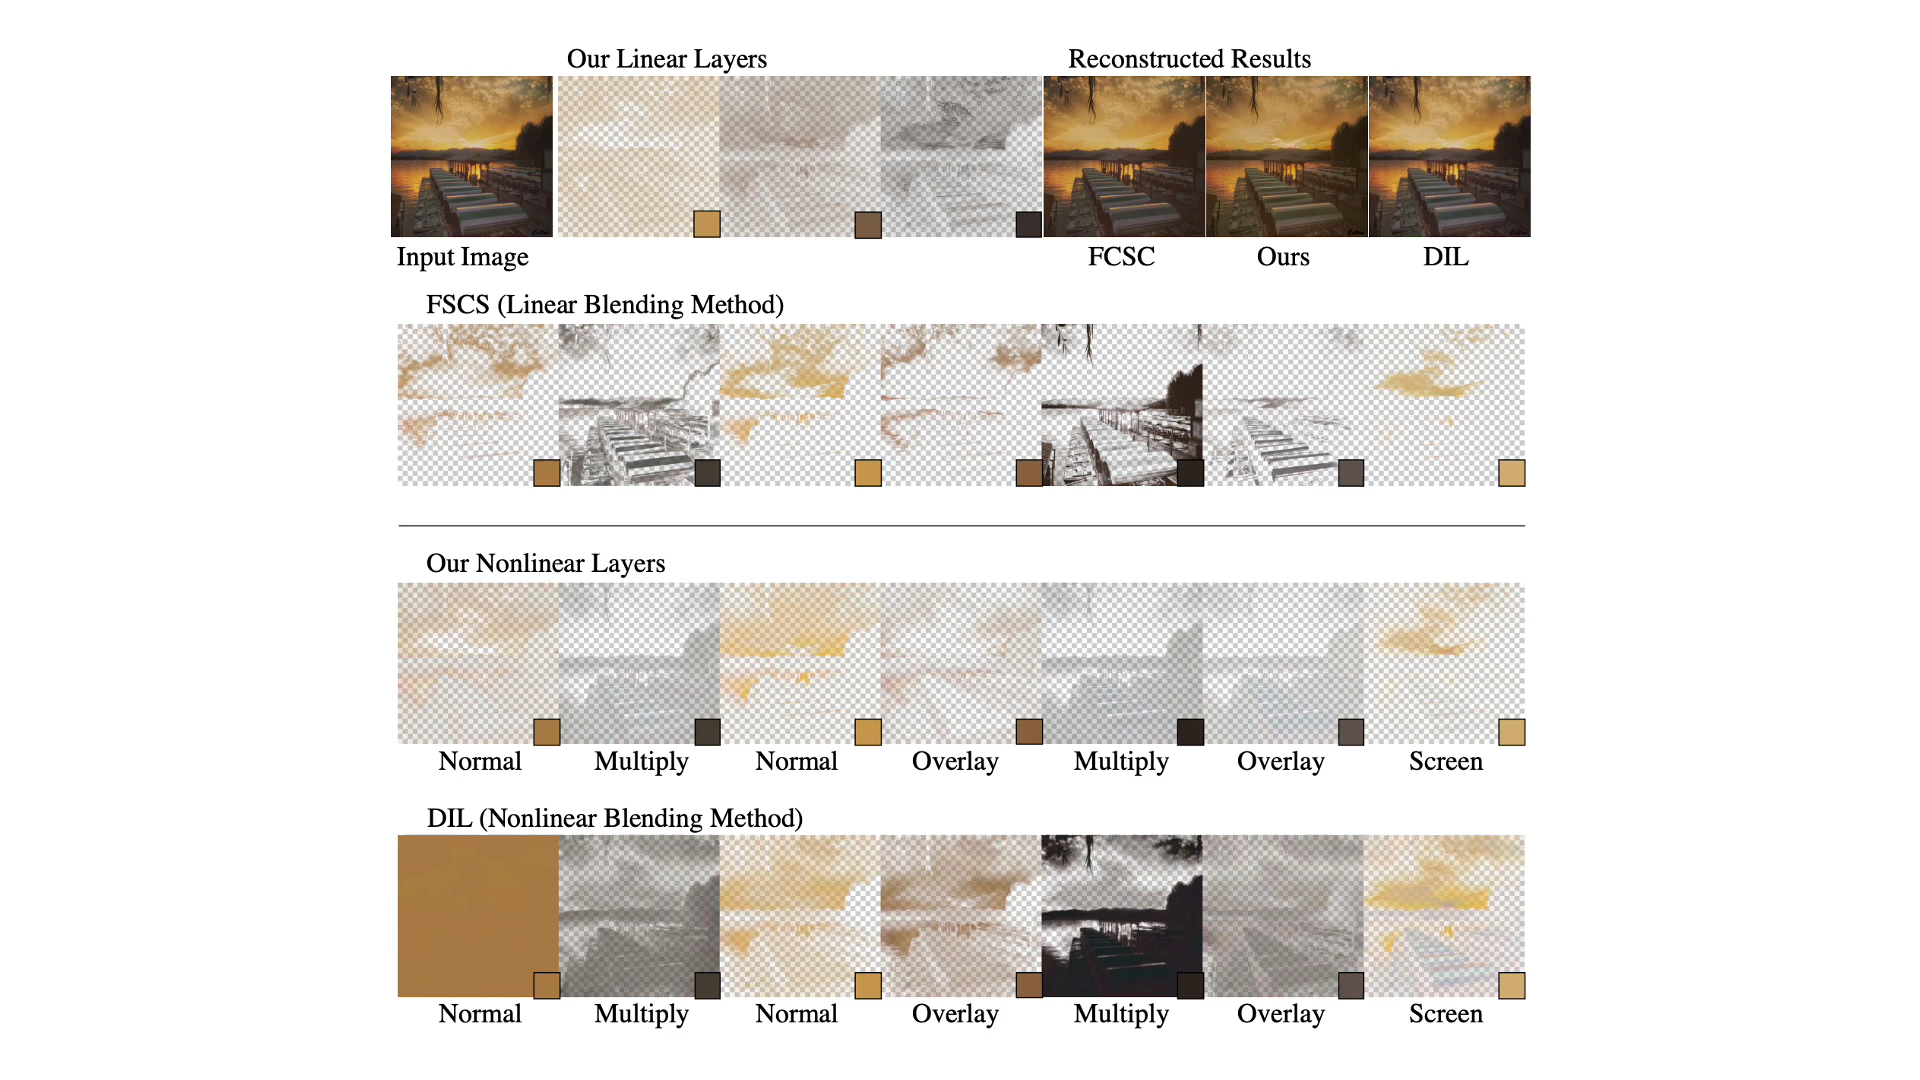 Our Linear Layers
Reconstructed Results
Input Image
FCSC
Ours
DIL
FSCS (Linear Blending Method)
Our Nonlinear Layers
Normal
Multiply
Normal
Overlay
Multiply
Overlay
Screen
DIL (Nonlinear Blending Method)
Normal
Multiply
Normal
Overlay
Multiply
Overlay
Screen